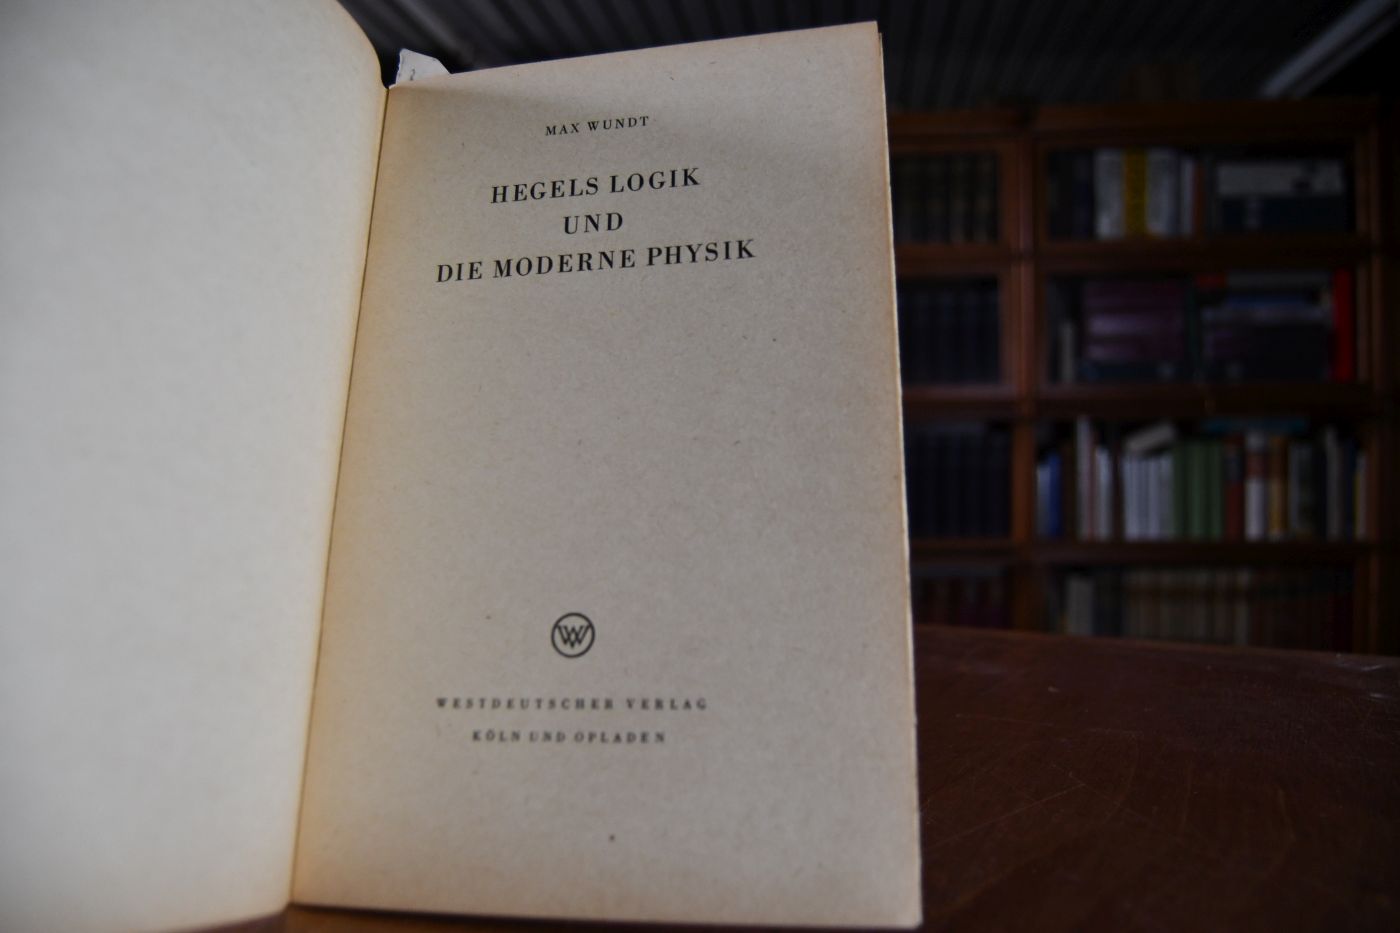 MAX WUNDT
HEGELS LOGIK
UND
DIE MODERNE PHYSIK
WESTDEUTSCHER VERLAG
KÖLN UND OPLADEN